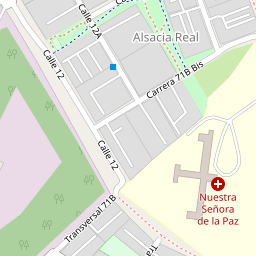 Calle 12
Calle 12A
Alsacia Real
Carrera 71B Bis
Calle 12
Nuestra
Señora
de la Paz
Transversal 71B